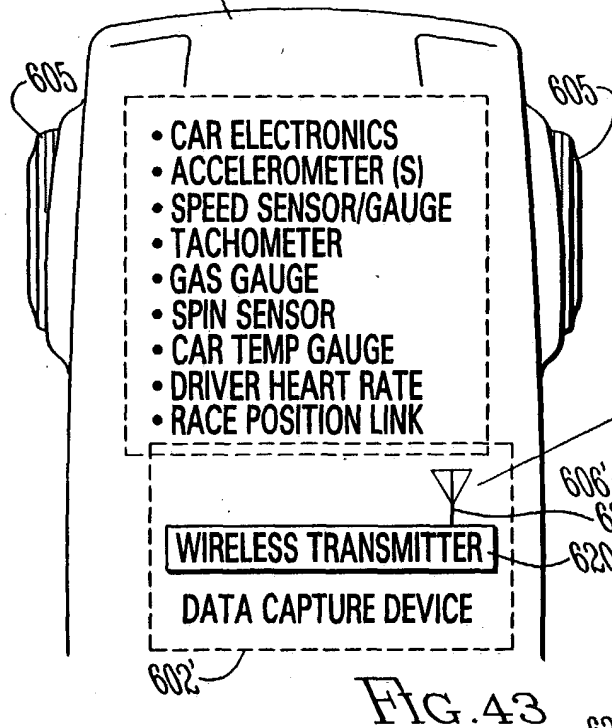 605
605
• CAR ELECTRONICS
• ACCELEROMETER (S)
• SPEED SENSOR/GAUGE
• TACHOMETER
• GAS GAUGE
• SPIN SENSOR
• CAR TEMP GAUGE
• DRIVER HEART RATE
• RACE POSITION LINK
606'
WIRELESS TRANSMITTER
620
DATA CAPTURE DEVICE
602'
FIG. 43